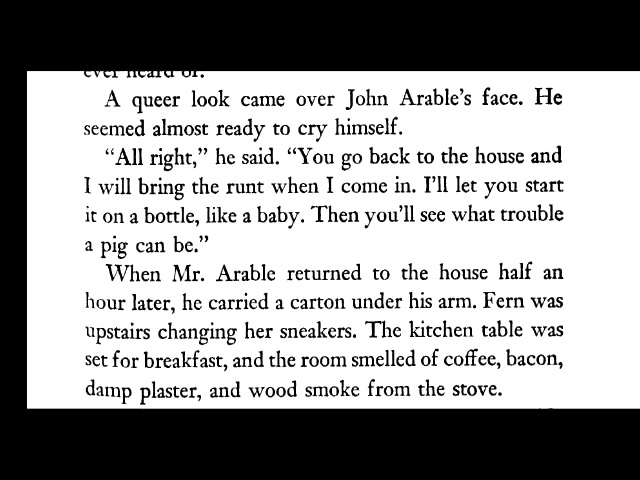 ever heard of.
A queer look came over John Arable's face. He
seemed almost ready to cry himself.
“All right,” he said. “You go back to the house and
I will bring the runt when I come in. I'll let you start
it on a bottle, like a baby. Then you'll see what trouble
a pig can be.”
When Mr. Arable returned to the house half an
hour later, he carried a carton under his arm. Fern was
upstairs changing her sneakers. The kitchen table was
set for breakfast, and the room smelled of coffee, bacon,
damp plaster, and wood smoke from the stove.